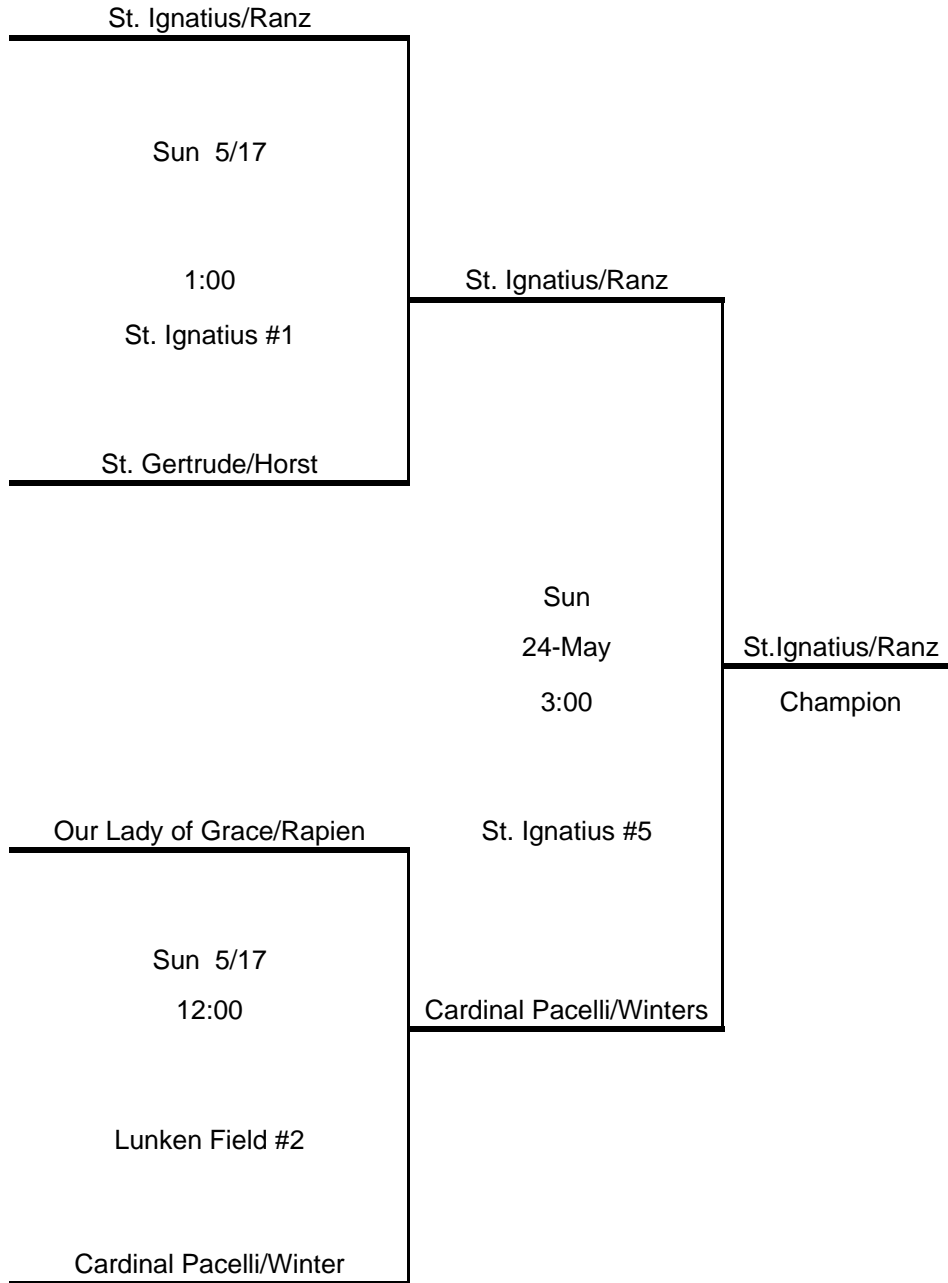 St. Ignatius/Ranz
Sun 5/17
1:00
St. Ignatius/Ranz
St. Ignatius #1
St. Gertrude/Horst
Sun
24-May
St.Ignatius/Ranz
3:00
Champion
Our Lady of Grace/Rapien
St. Ignatius #5
Sun 5/17
12:00
Cardinal Pacelli/Winters
Lunken Field #2
Cardinal Pacelli/Winter